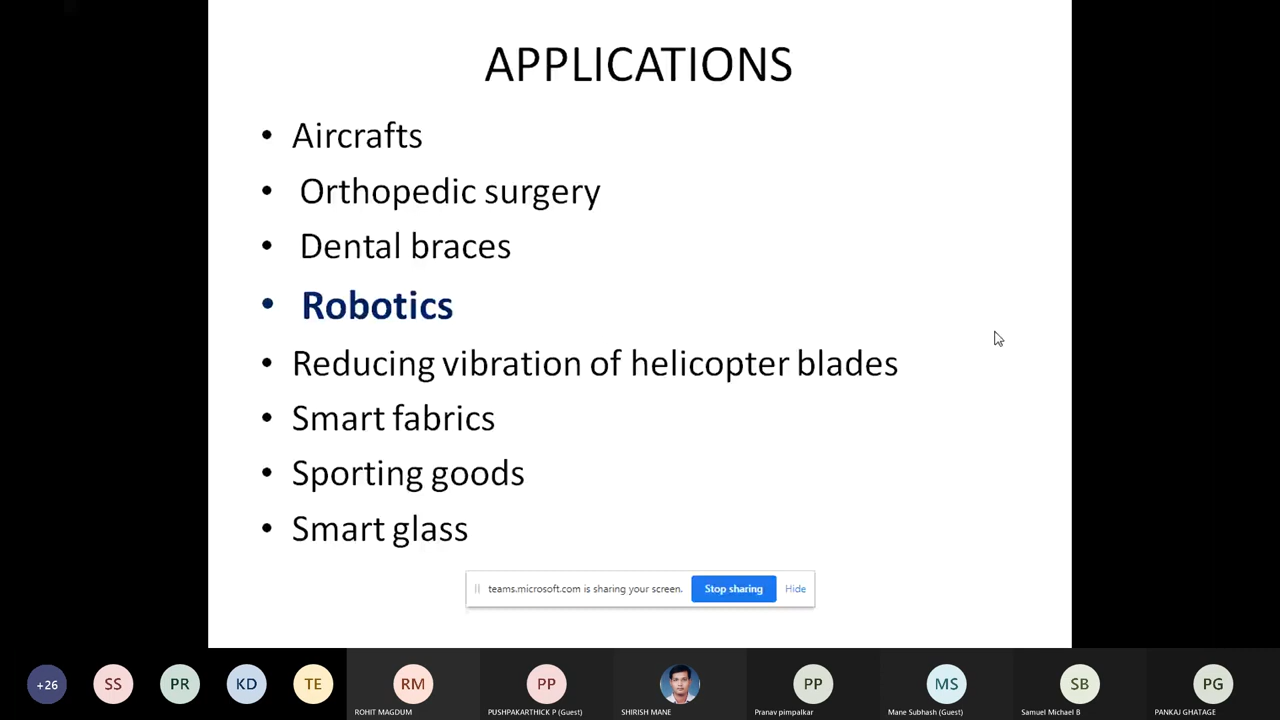 APPLICATIONS
• Aircrafts
• Orthopedic surgery
• Dental braces
• Robotics
• Reducing vibration of helicopter blades
• Smart fabrics
• Sporting goods
• Smart glass
teams.microsoft.com is sharing your screen. Stop sharing Hide
+26 SS PR KD TE RM PP PP MS SB PG
ROHIT MAGDUM PUSHPAKARTHICK P (Guest) SHIRISH MANE Pranav pimpalkar Mane Subhash (Guest) Samuel Michael B PANKAJ GHATAGE